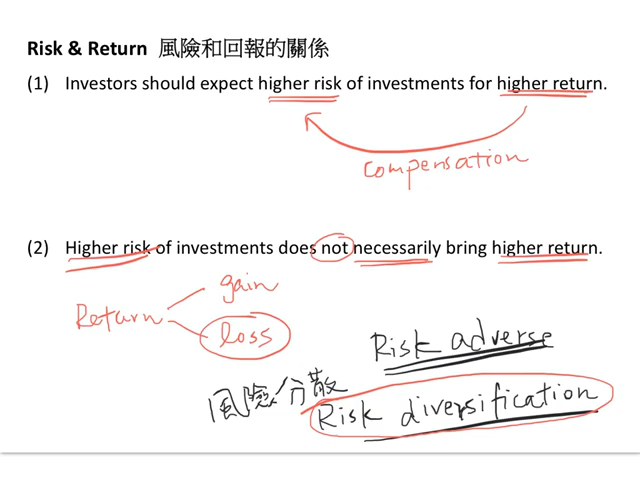 Risk & Return 風險和回報的關係
(1) Investors should expect higher risk of investments for higher return.
compensation
(2) Higher risk of investments does not necessarily bring higher return.
gain
Return
loss
Risk adverse
風險分散
Risk diversification